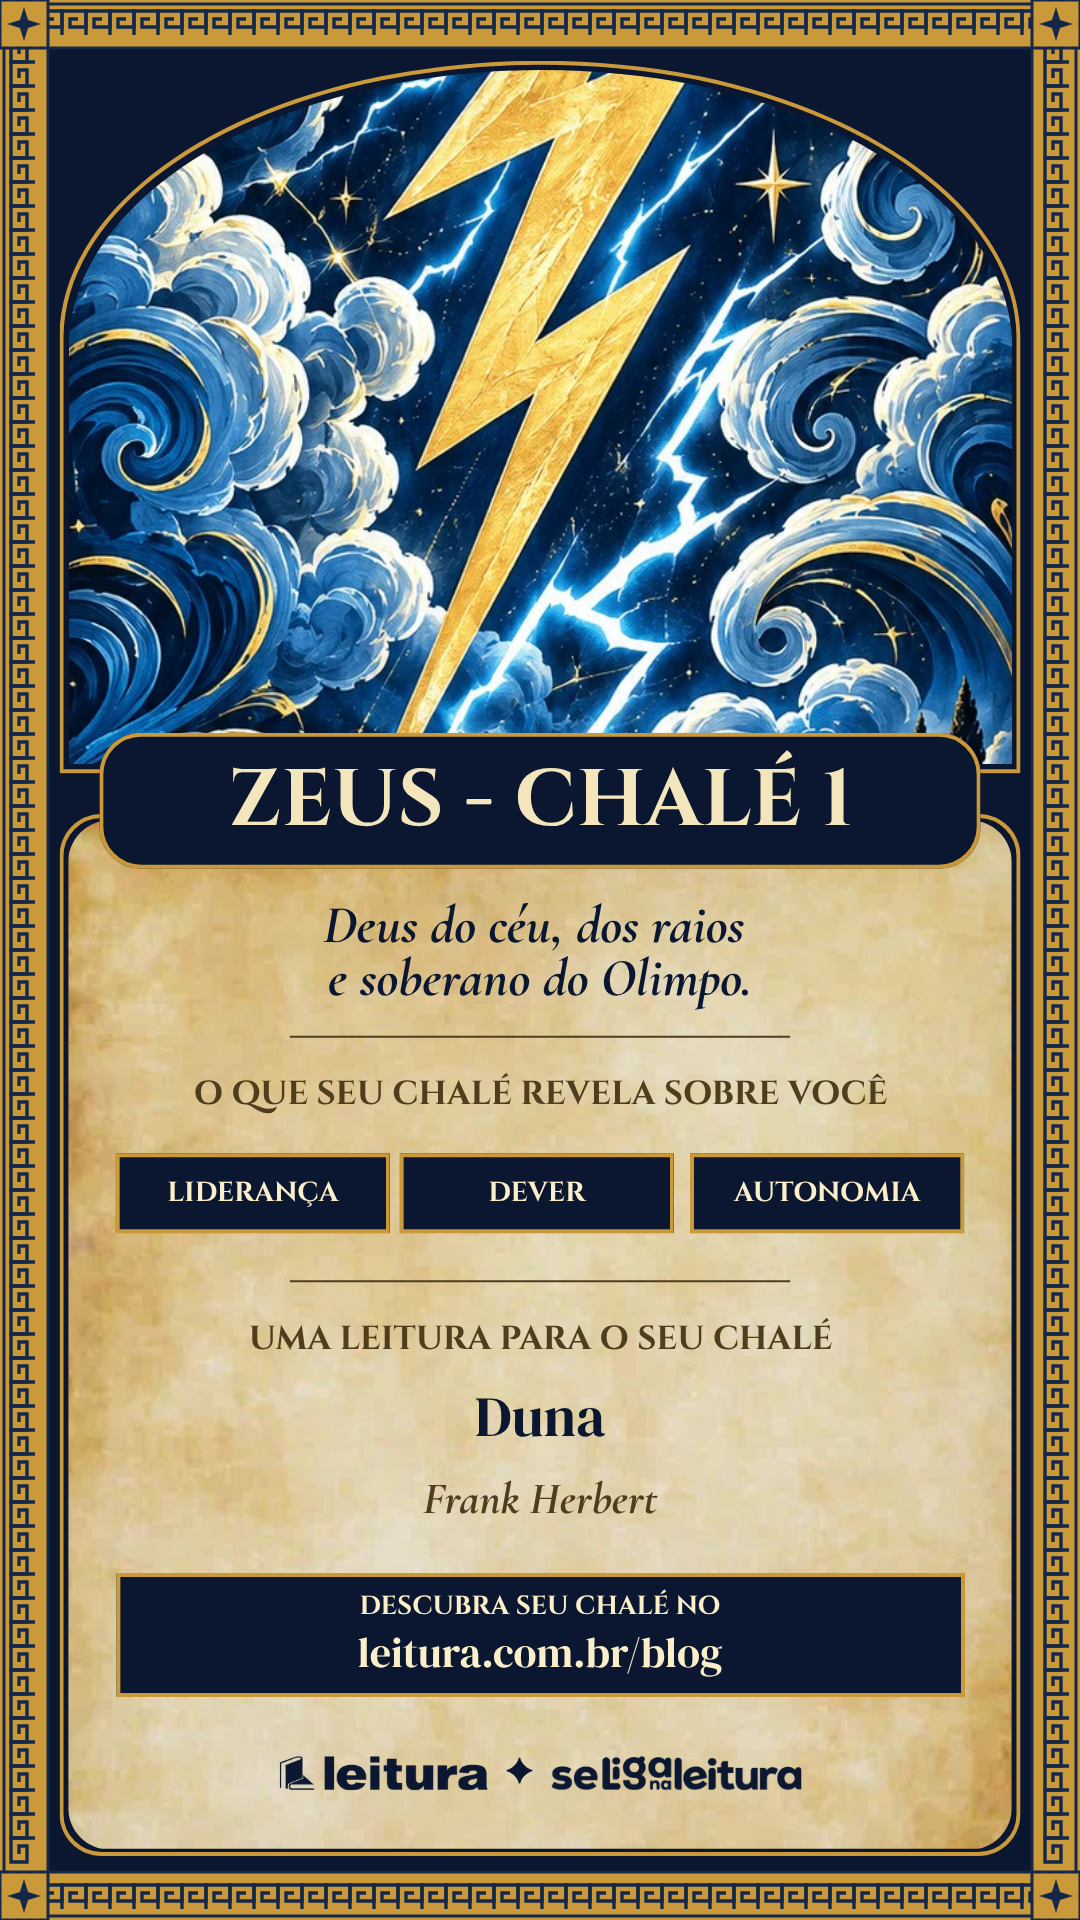 ZEUS - CHALÉ 1
Deus do céu, dos raios
e soberano do Olimpo.
O QUE SEU CHALÉ REVELA SOBRE VOCÊ
LIDERANÇA DEVER AUTONOMIA
UMA LEITURA PARA O SEU CHALÉ
Duna
Frank Herbert
DESCUBRA SEU CHALÉ NO
leitura.com.br/blog
leitura seliganaleitura